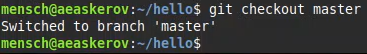 mensch@aeaskerov:~/hello$ git checkout master
Switched to branch 'master'
mensch@aeaskerov:~/hello$